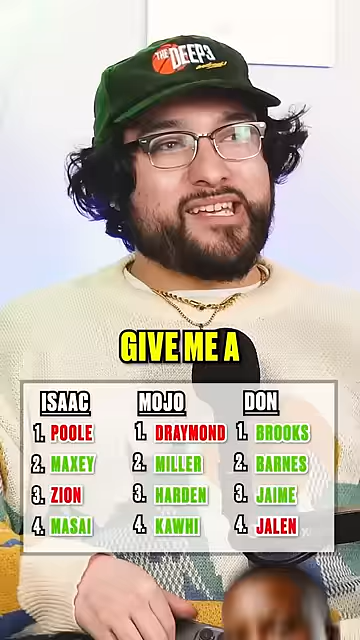 THE
DEEP3
GIVE ME A
ISAAC MOJO DON
1. POOLE 1. DRAYMOND 1. BROOKS
2. MAXEY 2. MILLER 2. BARNES
3. ZION 3. HARDEN 3. JAIME
4. MASAI 4. KAWHI 4. JALEN